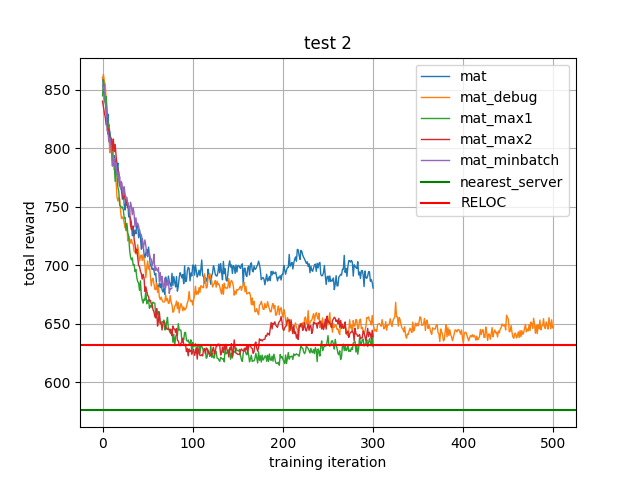 test 2
total reward
850
800
750
700
650
600
0
100
200
300
400
500
training iteration
mat
mat_debug
mat_max1
mat_max2
mat_minbatch
nearest_server
RELOC